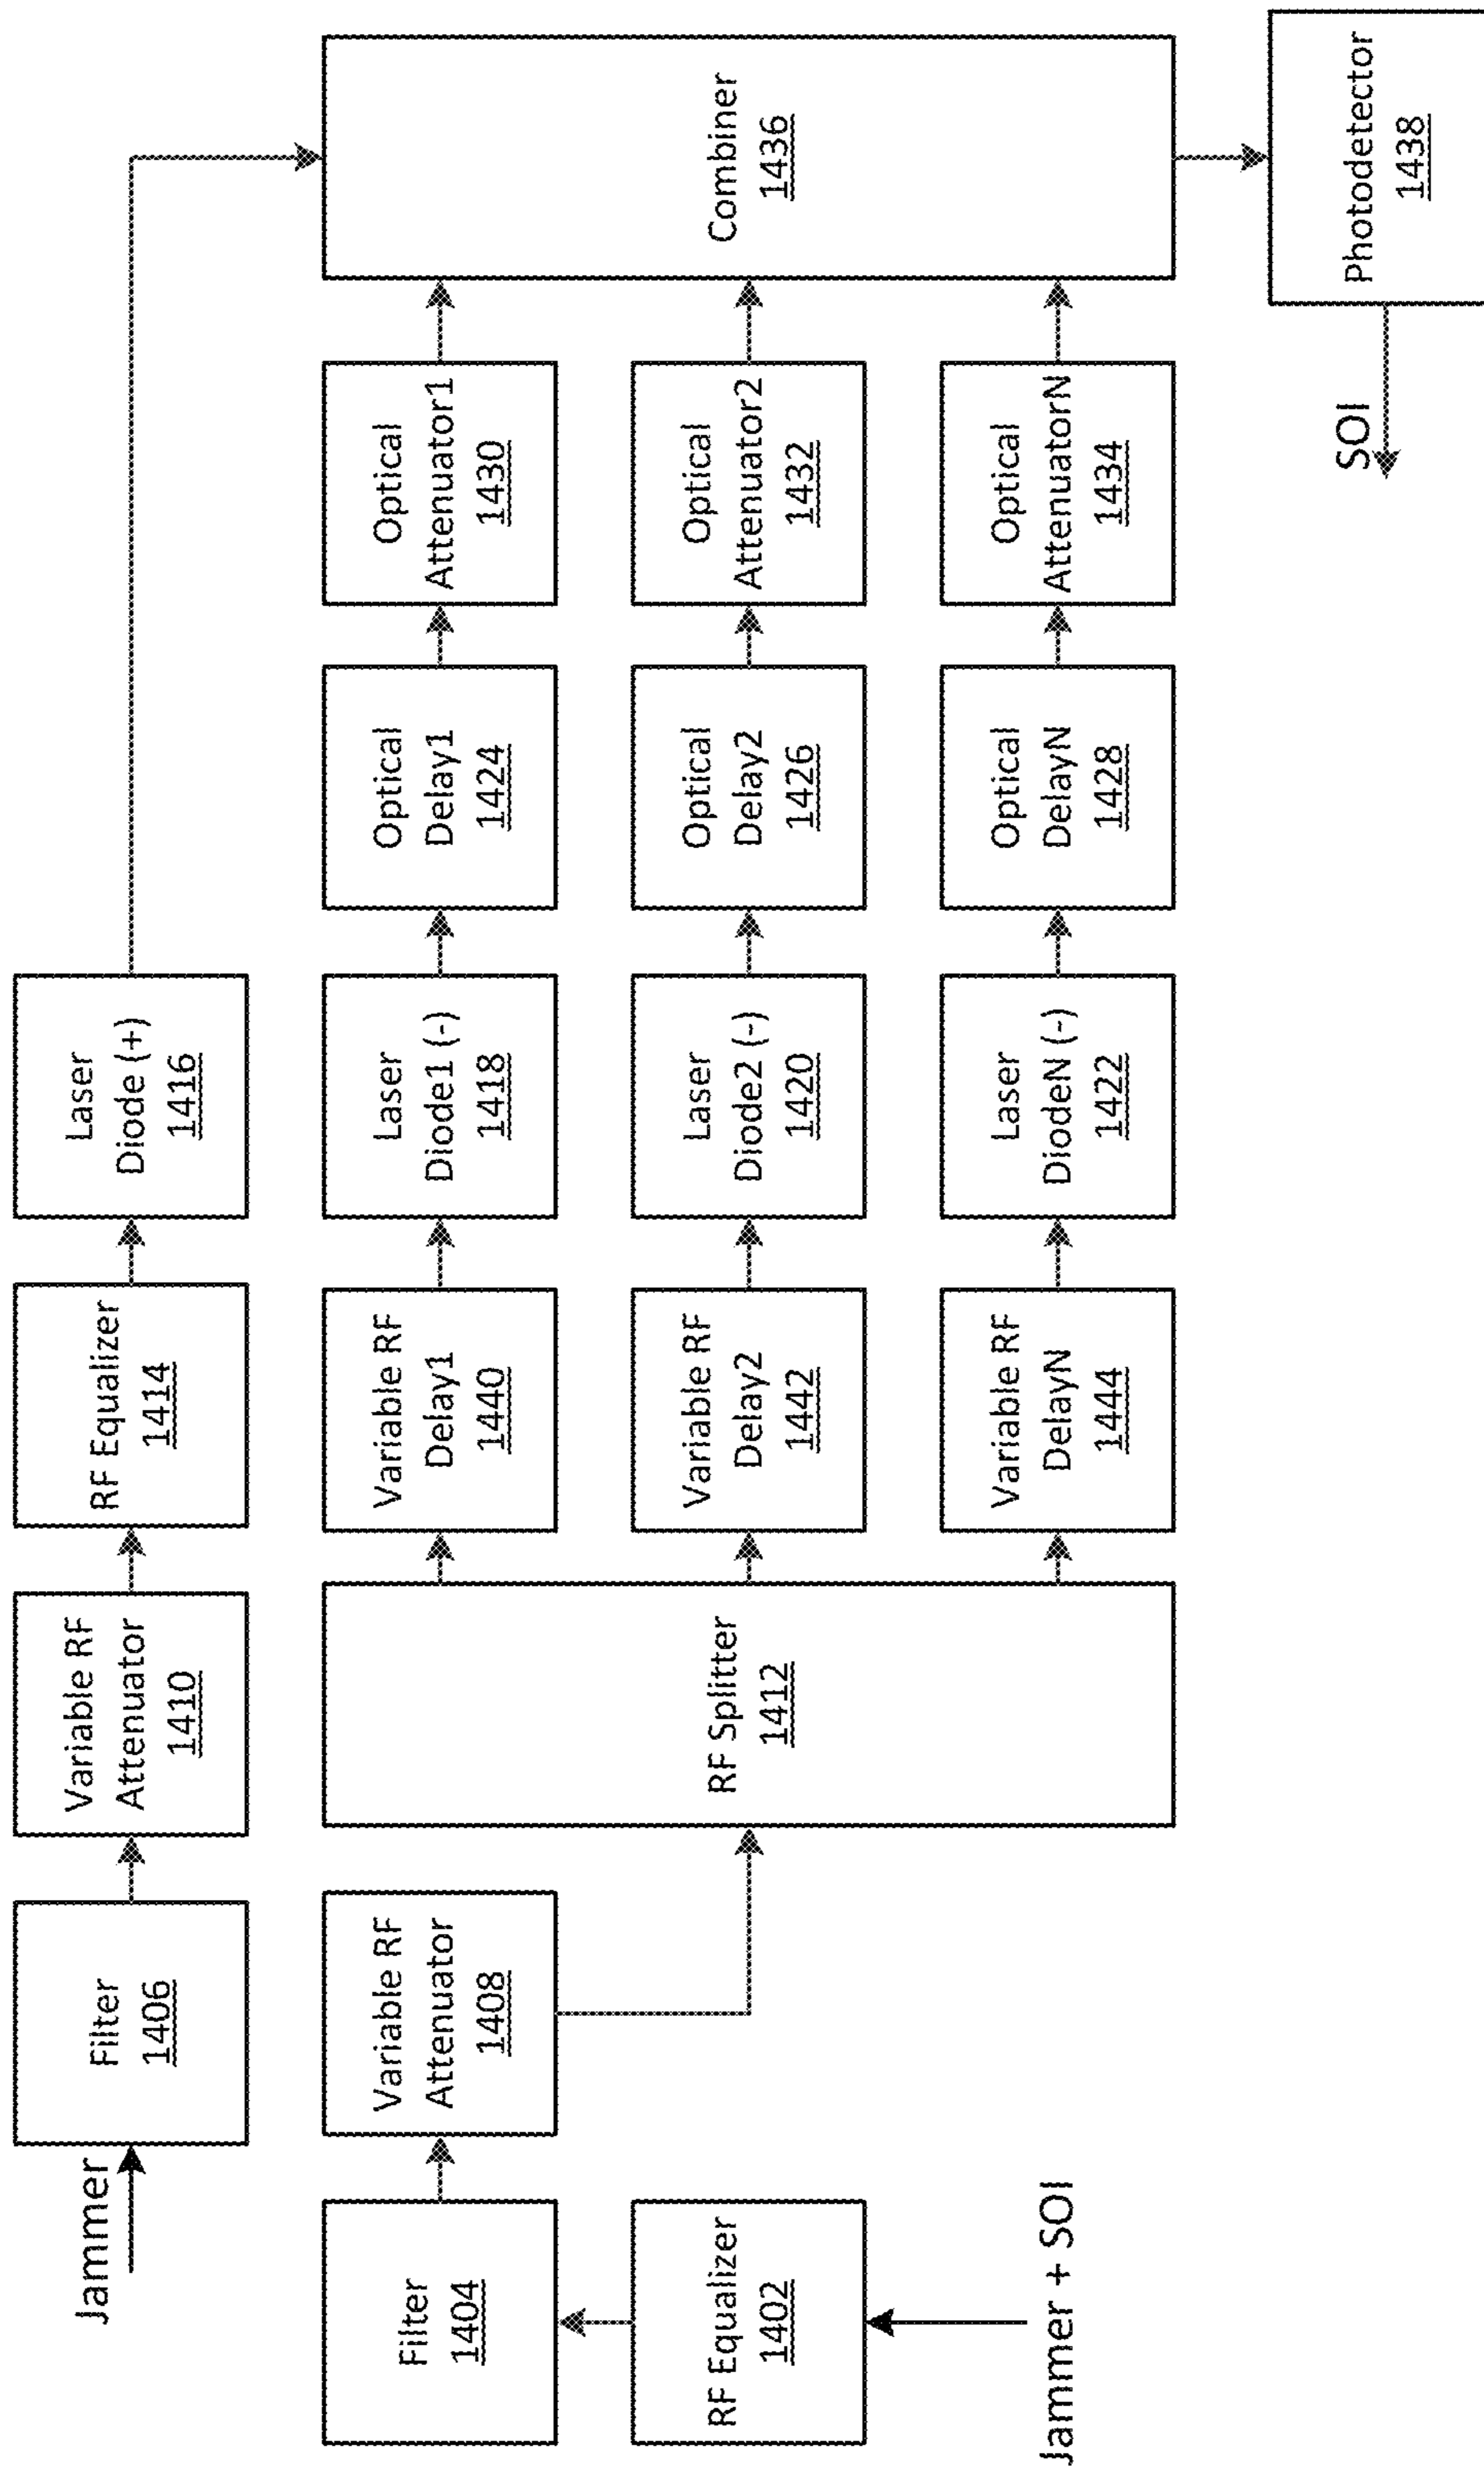 Jammer
Filter
1406
Variable RF
Attenuator
1410
RF Equalizer
1414
Laser
Diode (+)
1416
Filter
1404
Variable RF
Attenuator
1408
RF Equalizer
1402
Jammer + SOI
RF Splitter
1412
Variable RF
Delay1
1440
Laser
Diode1 (-)
1418
Optical
Delay1
1424
Optical
Attenuator1
1430
Variable RF
Delay2
1442
Laser
Diode2 (-)
1420
Optical
Delay2
1426
Optical
Attenuator2
1432
Variable RF
DelayN
1444
Laser
DiodeN (-)
1422
Optical
DelayN
1428
Optical
AttenuatorN
1434
Combiner
1436
Photodetector
1438
SOI